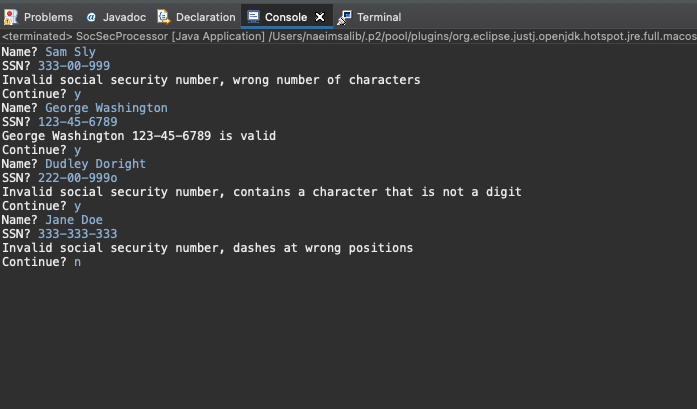 Problems @ Javadoc Declaration Console Terminal
<terminated> SocSecProcessor [Java Application] /Users/naeimsalib/.p2/pool/plugins/org.eclipse.justj.openjdk.hotspot.jre.full.macos
Name? Sam Sly
SSN? 333-00-999
Invalid social security number, wrong number of characters
Continue? y
Name? George Washington
SSN? 123-45-6789
George Washington 123-45-6789 is valid
Continue? y
Name? Dudley Doright
SSN? 222-00-999o
Invalid social security number, contains a character that is not a digit
Continue? y
Name? Jane Doe
SSN? 333-333-333
Invalid social security number, dashes at wrong positions
Continue? n